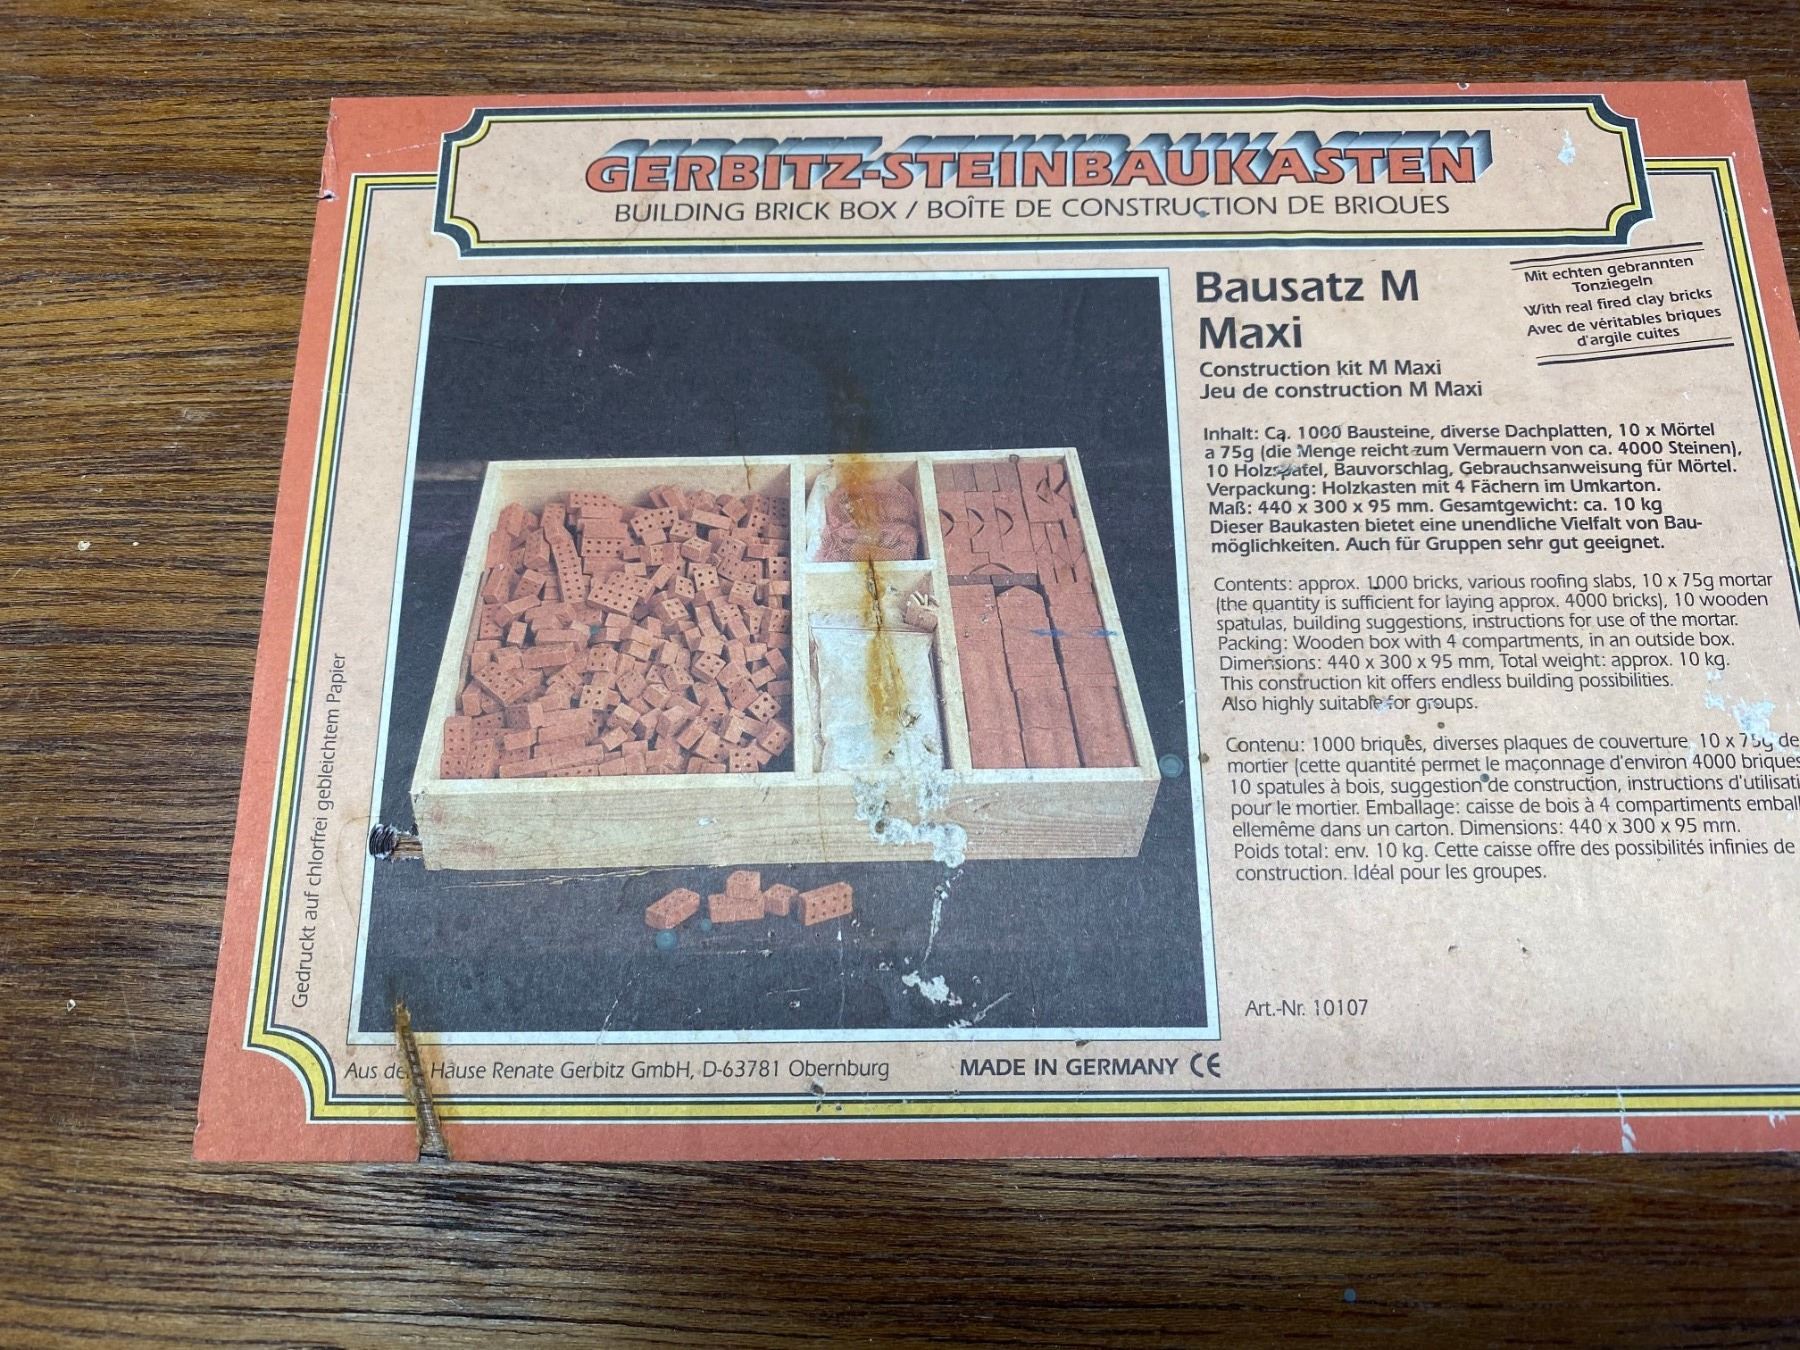 GERBITZ-STEINBAUKASTEN
BUILDING BRICK BOX / BOÎTE DE CONSTRUCTION DE BRIQUES
Bausatz M
Maxi
Construction kit M Maxi
Jeu de construction M Maxi
Mit echten gebrannten
Tonziegeln
With real fired clay bricks
Avec de véritables briques
d'argile cuites
Inhalt: Ca. 1000 Bausteine, diverse Dachplatten, 10 x Mörtel
a 75g (die Menge reicht zum Vermauern von ca. 4000 Steinen),
10 Holzspatel, Bauvorschlag, Gebrauchsanweisung für Mörtel.
Verpackung: Holzkasten mit 4 Fächern im Umkarton.
Maß: 440 x 300 x 95 mm. Gesamtgewicht: ca. 10 kg
Dieser Baukasten bietet eine unendliche Vielfalt von Bau-
möglichkeiten. Auch für Gruppen sehr gut geeignet.
Contents: approx. 1000 bricks, various roofing slabs, 10 x 75g mortar
(the quantity is sufficient for laying approx. 4000 bricks), 10 wooden
spatulas, building suggestions, instructions for use of the mortar.
Packing: Wooden box with 4 compartments, in an outside box.
Dimensions: 440 x 300 x 95 mm, Total weight: approx. 10 kg.
This construction kit offers endless building possibilities.
Also highly suitable for groups.
Contenu: 1000 briques, diverses plaques de couverture, 10 x 75g de
mortier (cette quantité permet le maçonnage d'environ 4000 briques
10 spatules à bois, suggestion de construction, instructions d'utilisati
pour le mortier. Emballage: caisse de bois à 4 compartiments emball
ellemême dans un carton. Dimensions: 440 x 300 x 95 mm.
Poids total: env. 10 kg. Cette caisse offre des possibilités infinies de
construction. Idéal pour les groupes.
Art.-Nr. 10107
Gedruckt auf chlorfrei gebleichtem Papier
Aus de Hause Renate Gerbitz GmbH, D-63781 Obernburg
MADE IN GERMANY CE